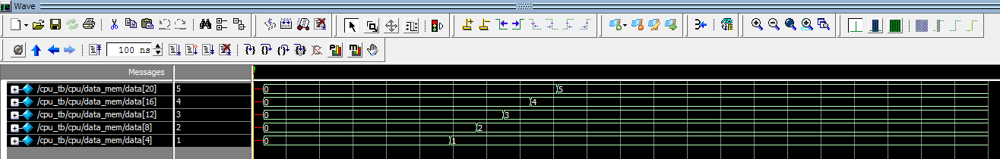 Wave
100 ns
Messages
/cpu_tb/cpu/data_mem/data[20] 5 0 5
/cpu_tb/cpu/data_mem/data[16] 4 0 4
/cpu_tb/cpu/data_mem/data[12] 3 0 3
/cpu_tb/cpu/data_mem/data[8] 2 0 2
/cpu_tb/cpu/data_mem/data[4] 1 0 1